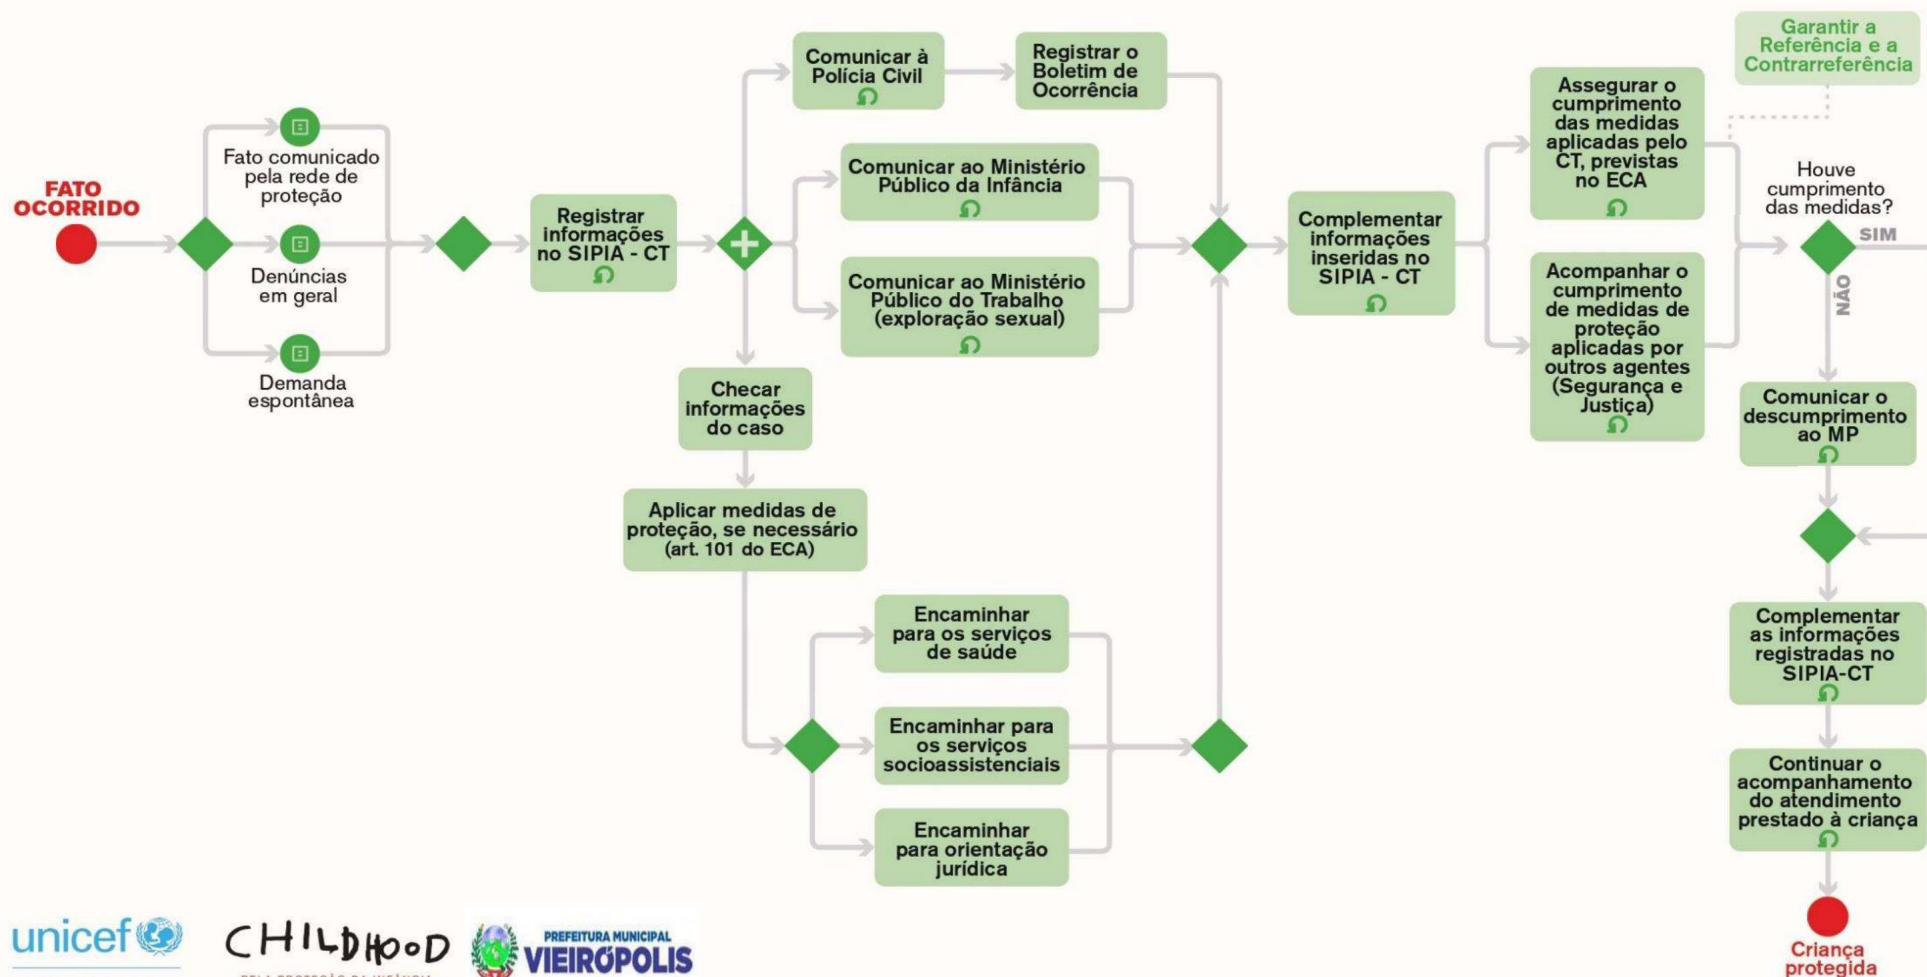 FATO
OCORRIDO
Fato comunicado
pela rede de
proteção
Denúncias
em geral
Demanda
espontânea
Registrar
informações
no SIPIA - CT
Comunicar à
Polícia Civil
Registrar o
Boletim de
Ocorrência
Comunicar ao Ministério
Público da Infância
Comunicar ao Ministério
Público do Trabalho
(exploração sexual)
Checar
informações
do caso
Aplicar medidas de
proteção, se necessário
(art. 101 do ECA)
Encaminhar
para os serviços
de saúde
Encaminhar para
os serviços
socioassistenciais
Encaminhar
para orientação
jurídica
Complementar
informações
inseridas no
SIPIA - CT
Assegurar o
cumprimento
das medidas
aplicadas pelo
CT, previstas
no ECA
Acompanhar o
cumprimento
de medidas de
proteção
aplicadas por
outros agentes
(Segurança e
Justiça)
Garantir a
Referência e a
Contrarreferência
Houve
cumprimento
das medidas?
SIM
NÃO
Comunicar o
descumprimento
ao MP
Complementar
as informações
registradas no
SIPIA-CT
Continuar o
acompanhamento
do atendimento
prestado à criança
Criança
protegida
unicef
CHILDHOOD
PELA PROTEÇÃO DA INFÂNCIA
PREFEITURA MUNICIPAL
VIEIRÓPOLIS